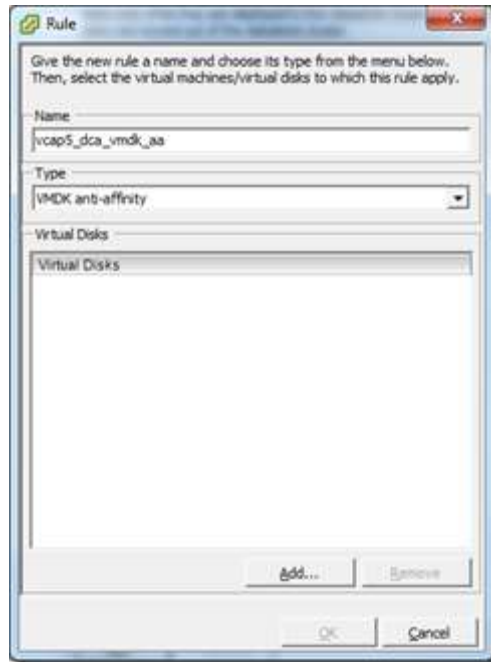 Rule
Give the new rule a name and choose its type from the menu below.
Then, select the virtual machines/virtual disks to which this rule apply.
Name
vcap5_dca_vmdk_aa
Type
VMDK anti-affinity
Virtual Disks
Virtual Disks
Add...
Remove
OK
Cancel